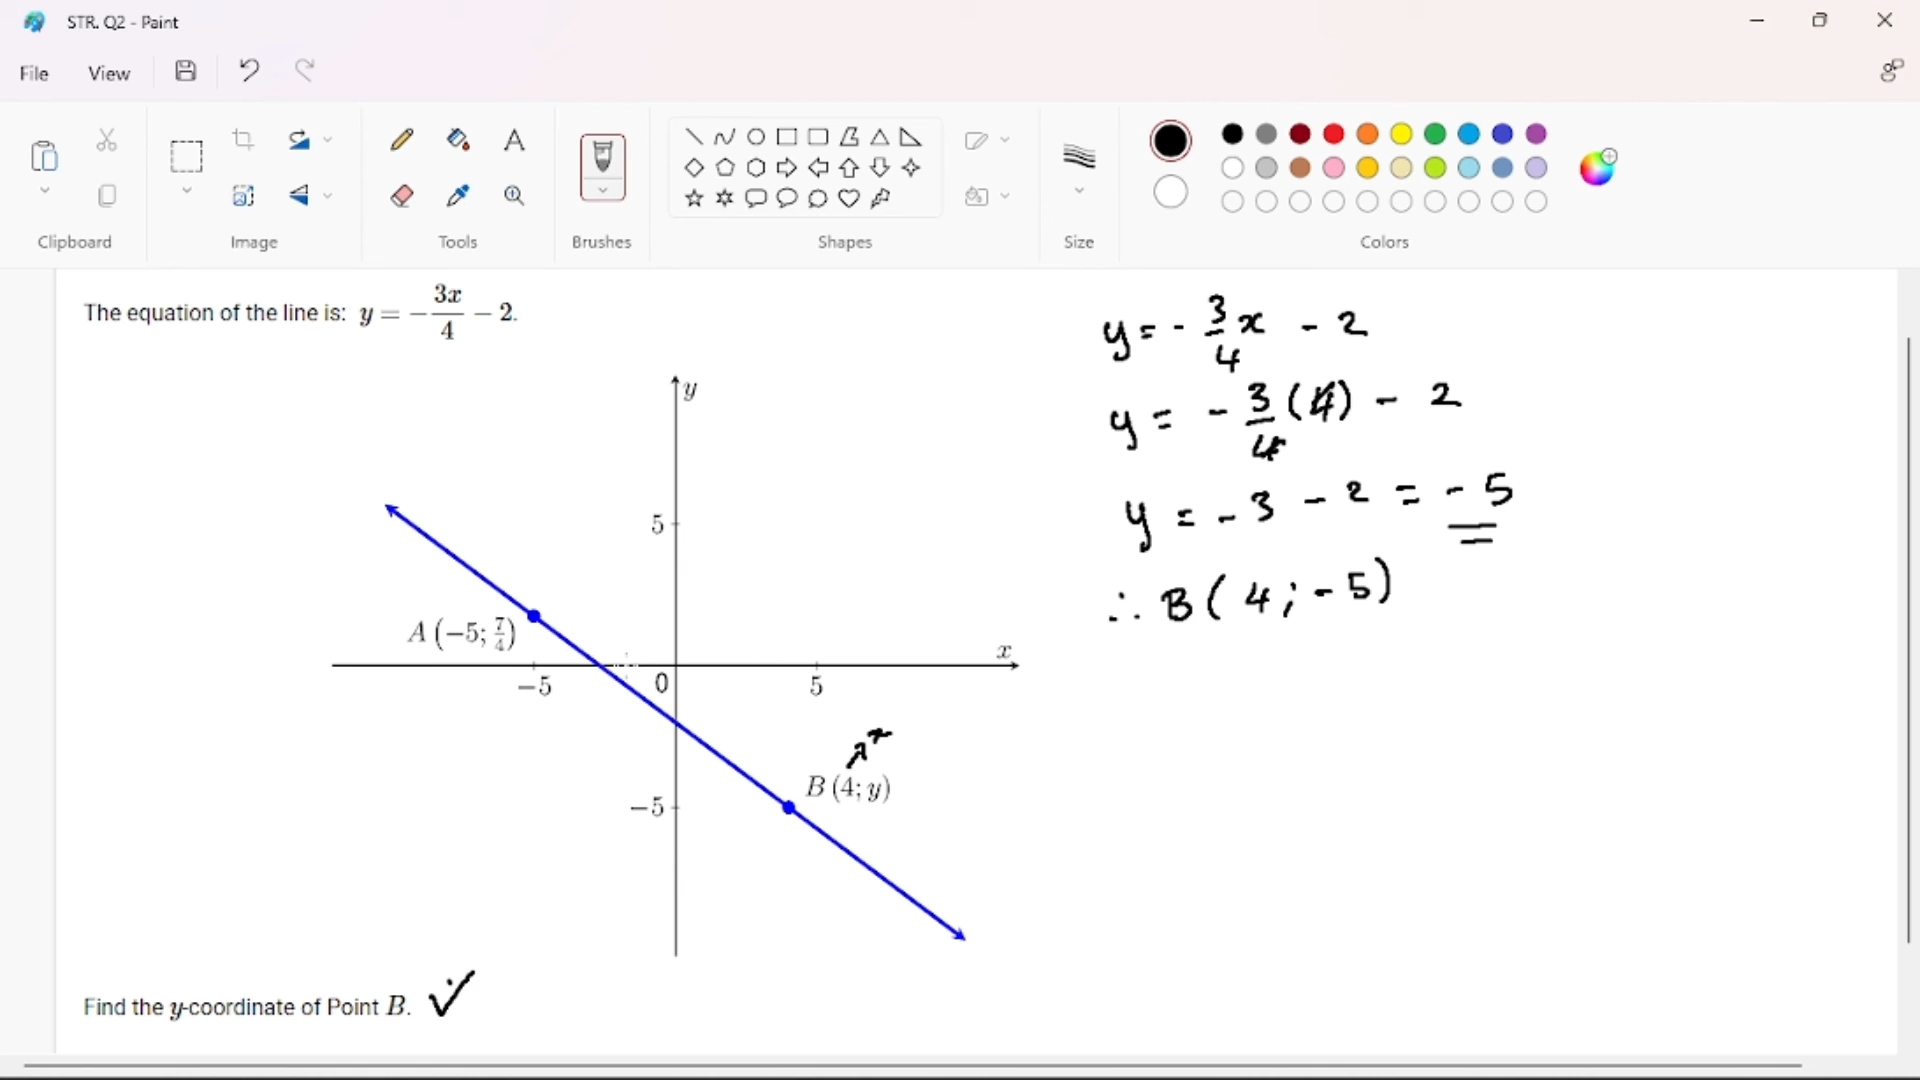 STR. Q2 - Paint
File View
Clipboard Image Tools Brushes Shapes Size Colors
The equation of the line is: y = -3x/4 - 2.
y = - 3/4 x - 2
y = - 3/4 (4) - 2
y = - 3 - 2 = - 5
∴ B ( 4 ; - 5 )
y
5
A (−5; 7/4)
x
−5 0 5
x
B (4; y)
−5
Find the y-coordinate of Point B. ✓